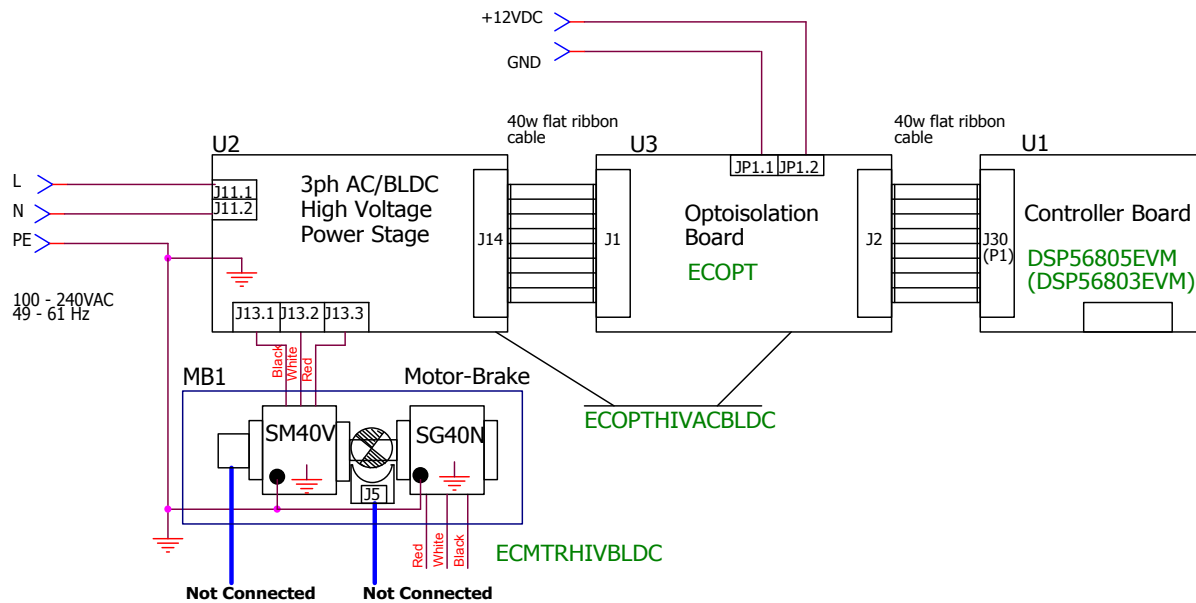 +12VDC
GND
40w flat ribbon
cable
40w flat ribbon
cable
U2
U3
U1
JP1.1
JP1.2
L
N
PE
J11.1
J11.2
3ph AC/BLDC
High Voltage
Power Stage
J14
J1
Optoisolation
Board
ECOPT
J2
J30
(P1)
Controller Board
DSP56805EVM
(DSP56803EVM)
100 - 240VAC
49 - 61 Hz
J13.1
J13.2
J13.3
Black
White
Red
MB1
Motor-Brake
ECOPTHIVACBLDC
SM40V
SG40N
J5
Red
White
Black
ECMTRHIVBLDC
Not Connected
Not Connected